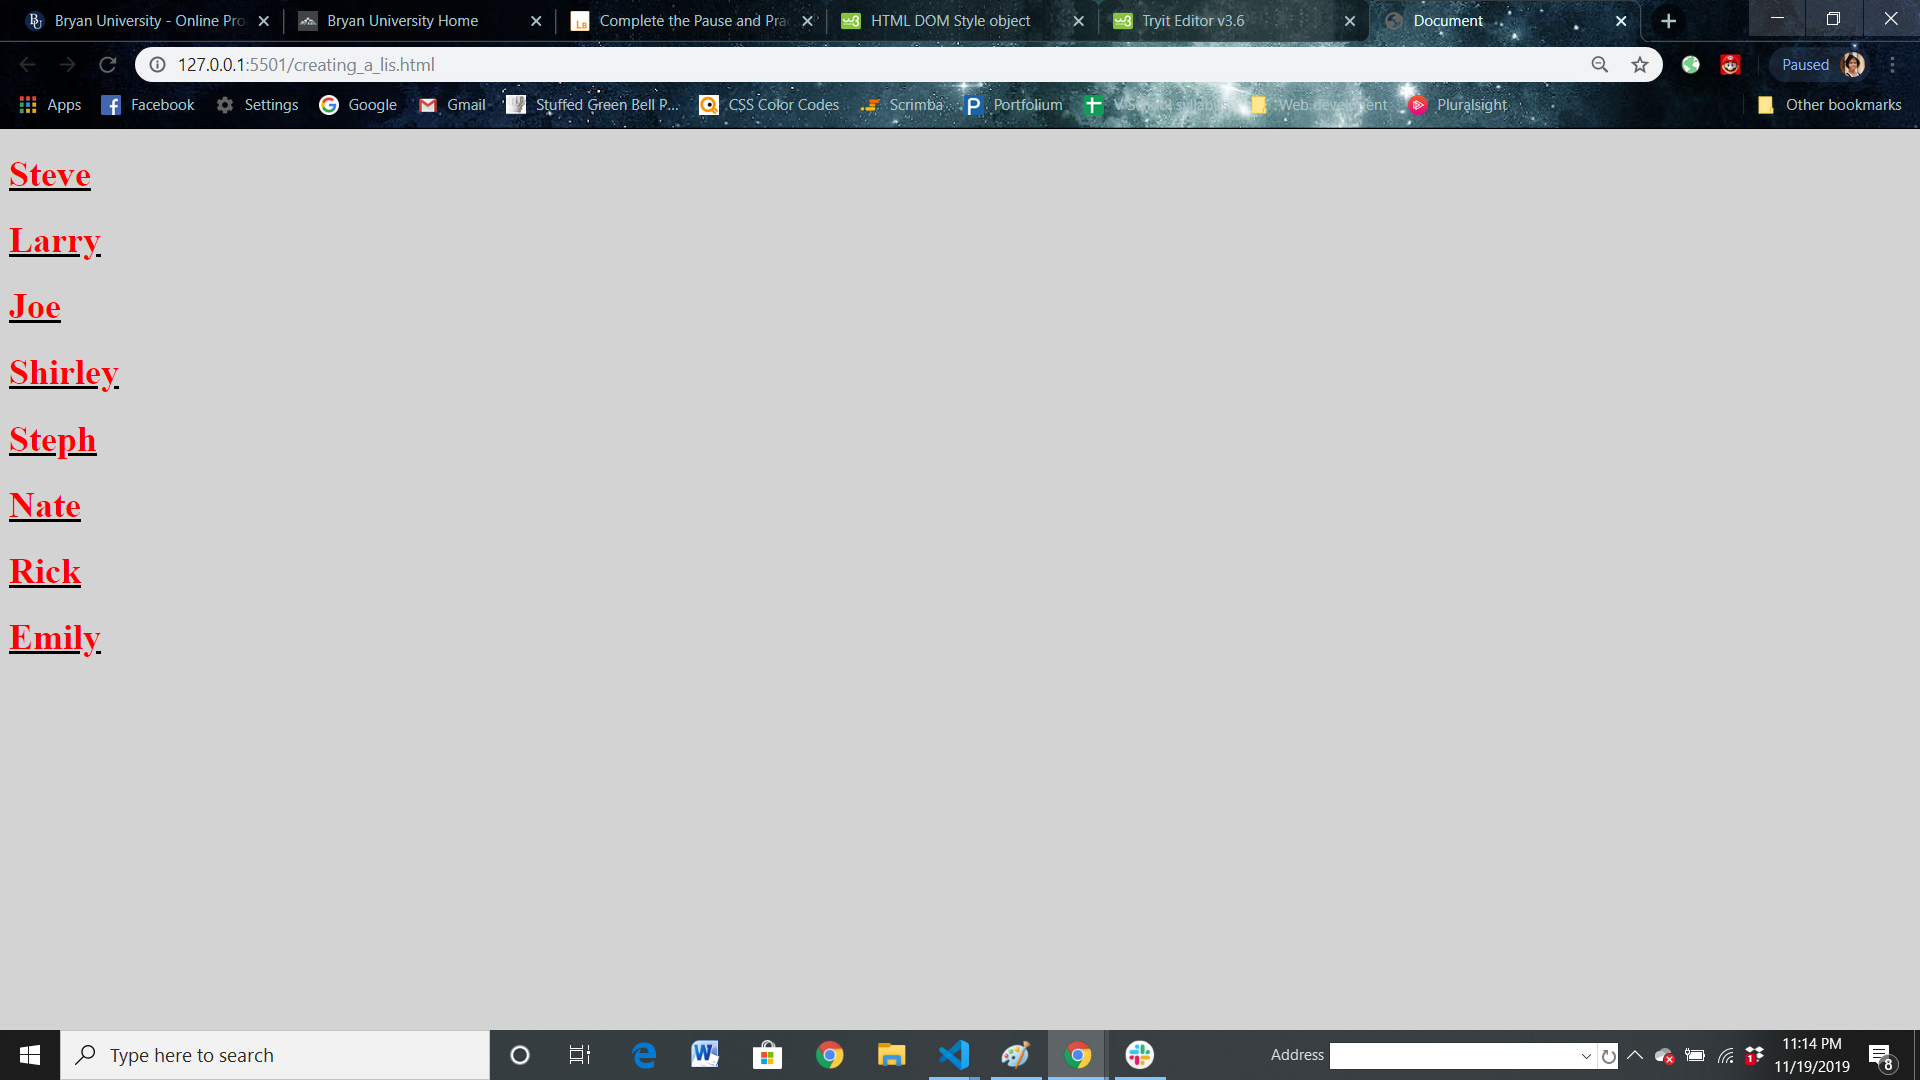 Bryan University - Online Pro Bryan University Home Complete the Pause and Pra HTML DOM Style object Tryit Editor v3.6 Document
127.0.0.1:5501/creating_a_lis.html Paused
Apps Facebook Settings Google Gmail Stuffed Green Bell P... CSS Color Codes Scrimba Portfolium V School syllabus Web develpment Pluralsight Other bookmarks
Steve
Larry
Joe
Shirley
Steph
Nate
Rick
Emily
Type here to search Address 11:14 PM
11/19/2019 8